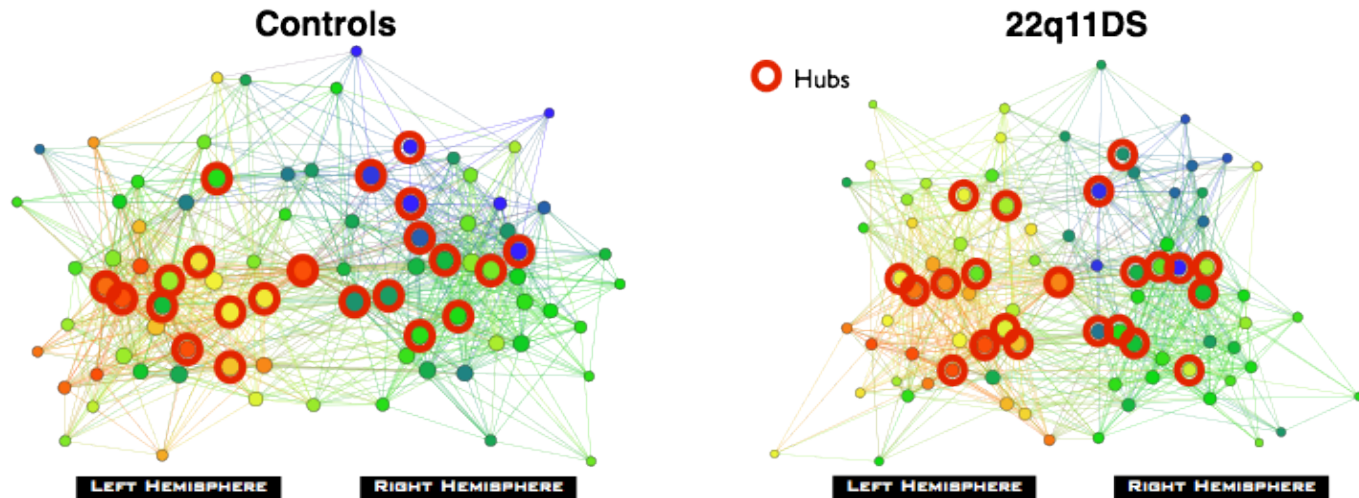 Controls
22q11DS
Hubs
LEFT HEMISPHERE
RIGHT HEMISPHERE
LEFT HEMISPHERE
RIGHT HEMISPHERE